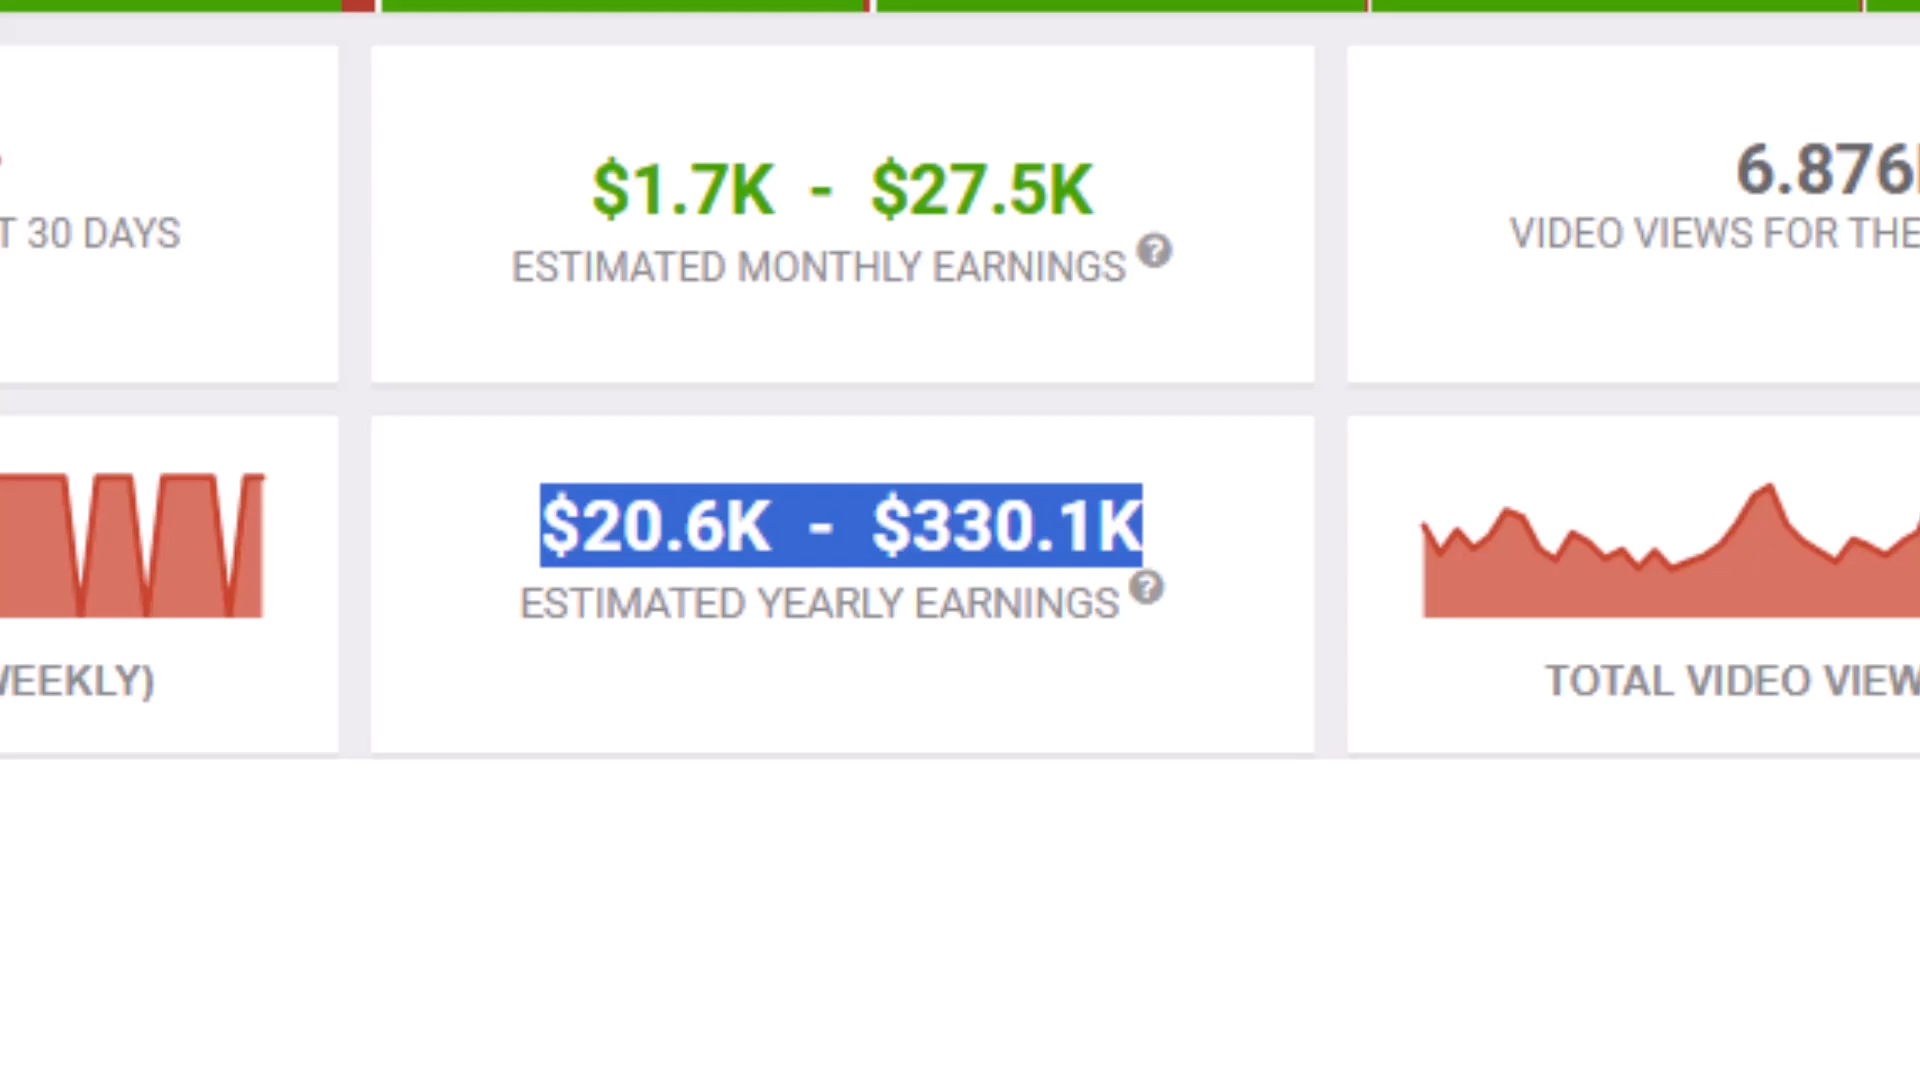 T 30 DAYS
$1.7K - $27.5K
ESTIMATED MONTHLY EARNINGS ?
6.876
VIDEO VIEWS FOR THE
WEEKLY)
$20.6K - $330.1K
ESTIMATED YEARLY EARNINGS ?
TOTAL VIDEO VIEW